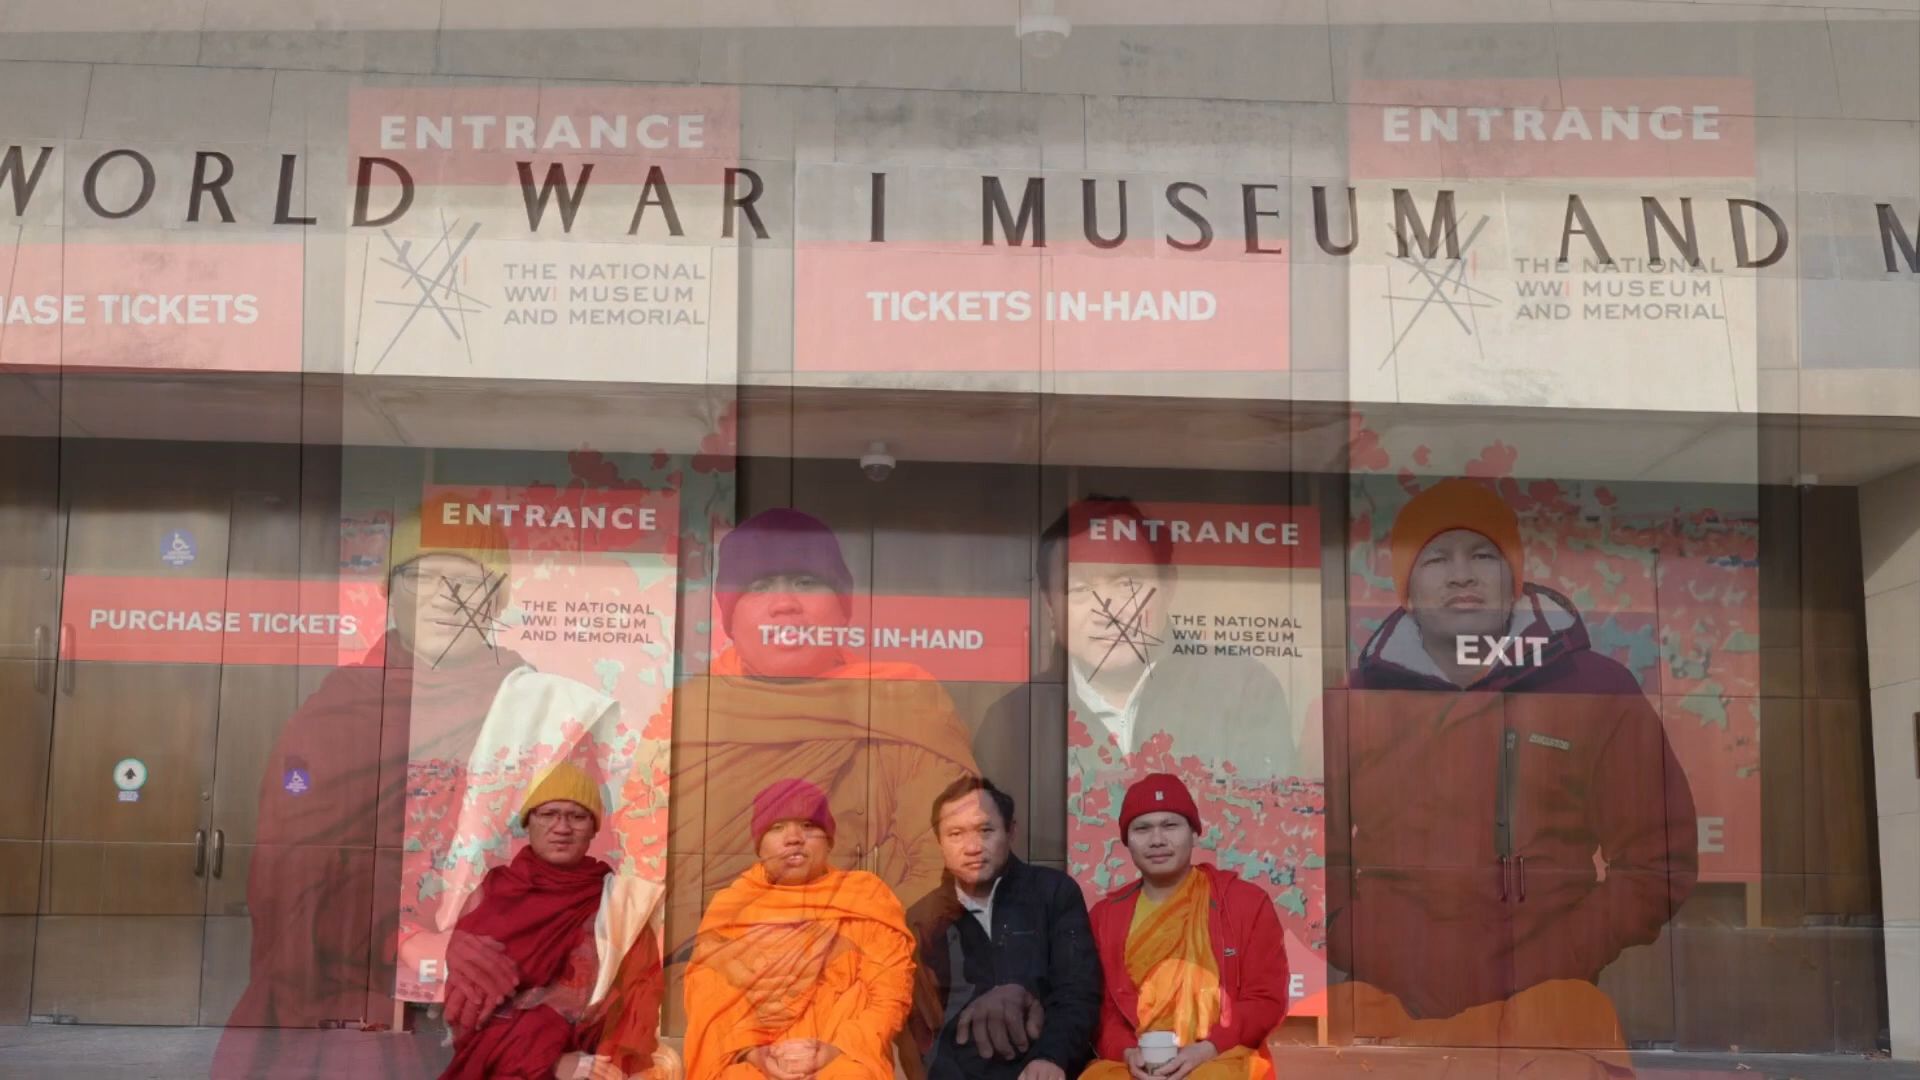 ENTRANCE
ENTRANCE
WORLD WAR I MUSEUM AND M
THE NATIONAL
WWI MUSEUM
AND MEMORIAL
THE NATIONAL
WWI MUSEUM
AND MEMORIAL
HASE TICKETS
TICKETS IN-HAND
ENTRANCE
ENTRANCE
THE NATIONAL
WWI MUSEUM
AND MEMORIAL
THE NATIONAL
WWI MUSEUM
AND MEMORIAL
PURCHASE TICKETS
TICKETS IN-HAND
EXIT
E
E
E